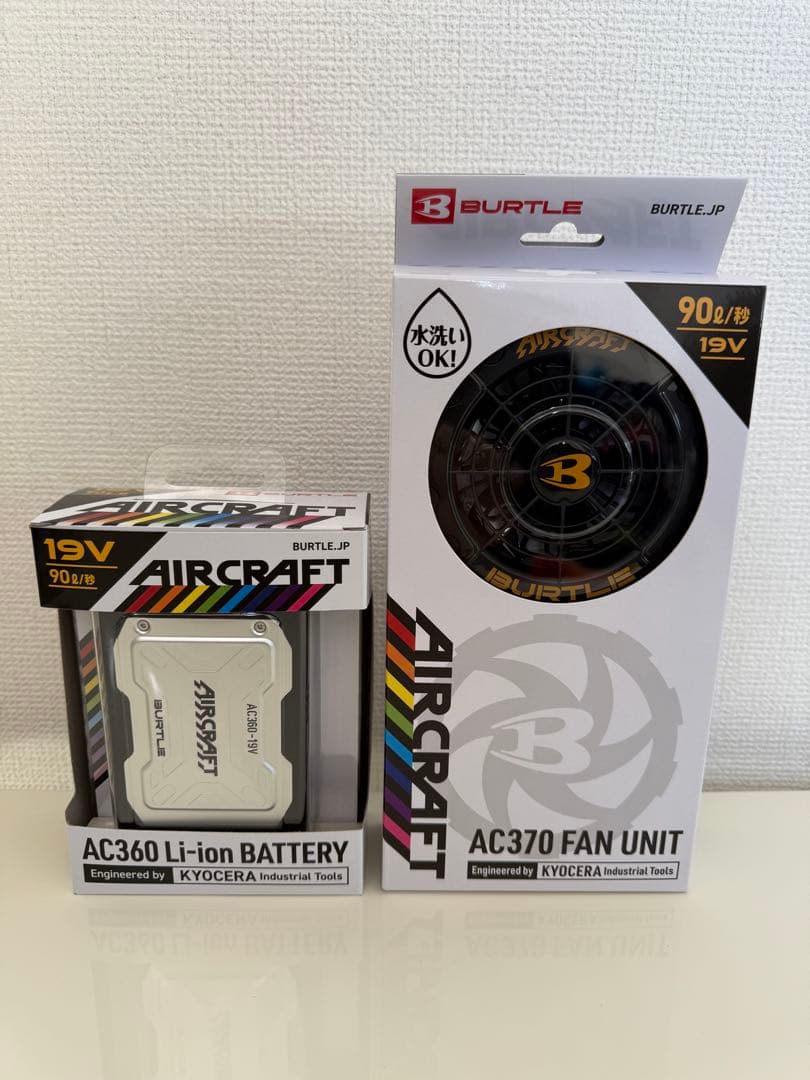 BURTLE
BURTLE.JP
水洗い
OK!
90ℓ/秒
19V
AIRCRAFT
B
BURTLE
AIRCRAFT
B
AC370 FAN UNIT
Engineered by KYOCERA Industrial Tools
BURTLE
AIRCRAFT
19V
90ℓ/秒
BURTLE.JP
AIRCRAFT
AC360-19V
AIRCRAFT
BURTLE
AC360 Li-ion BATTERY
Engineered by KYOCERA Industrial Tools